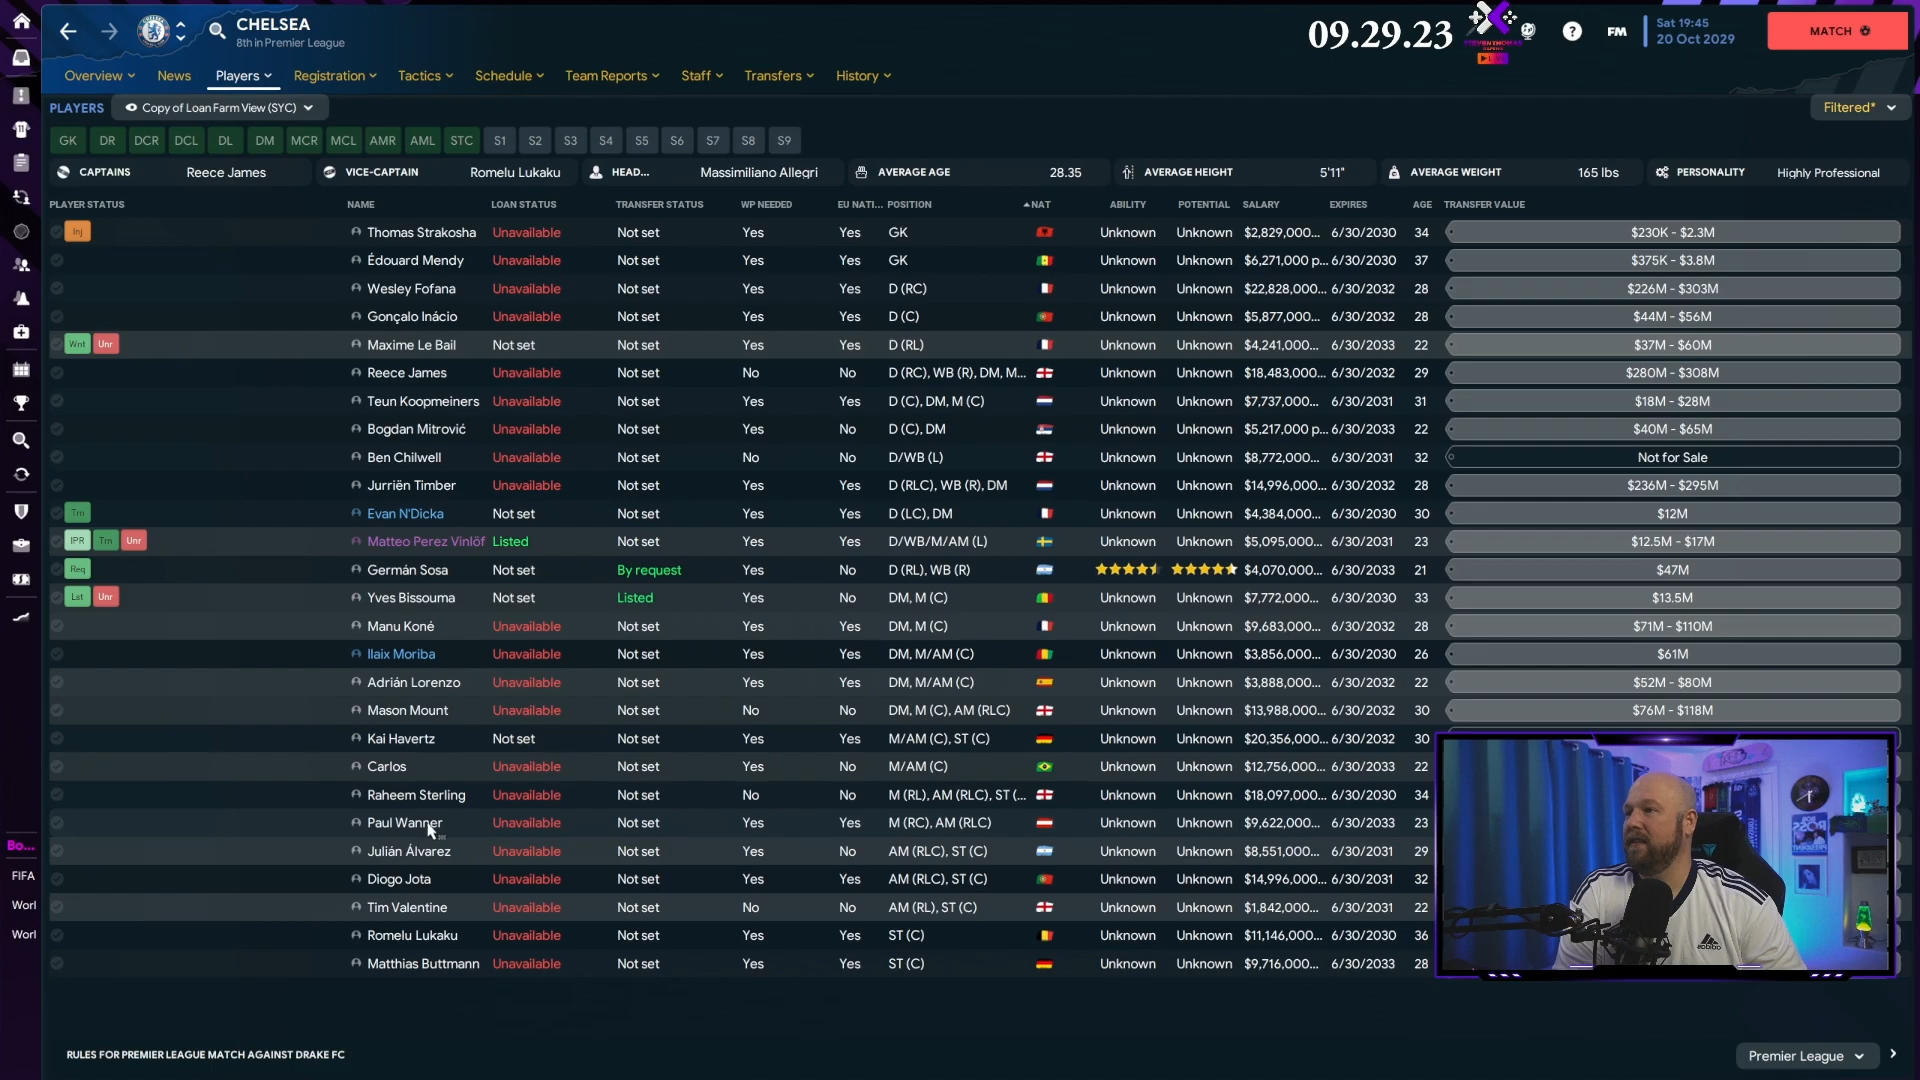 CHELSEA
8th in Premier League
09.29.23
FM
Sat 19:45
20 Oct 2029
MATCH
Overview
News
Players
Registration
Tactics
Schedule
Team Reports
Staff
Transfers
History
PLAYERS
Copy of Loan Farm View (SYC)
Filtered*
GK DR DCR DCL DL DM MCR MCL AMR AML STC S1 S2 S3 S4 S5 S6 S7 S8 S9
CAPTAINS Reece James VICE-CAPTAIN Romelu Lukaku HEAD... Massimiliano Allegri AVERAGE AGE 28.35 AVERAGE HEIGHT 5'11" AVERAGE WEIGHT 165 lbs PERSONALITY Highly Professional
PLAYER STATUS NAME LOAN STATUS TRANSFER STATUS WP NEEDED EU NATI... POSITION NAT ABILITY POTENTIAL SALARY EXPIRES AGE TRANSFER VALUE
Inj Thomas Strakosha Unavailable Not set Yes Yes GK Unknown Unknown $2,829,000... 6/30/2030 34 $230K - $2.3M
Édouard Mendy Unavailable Not set Yes Yes GK Unknown Unknown $6,271,000 p... 6/30/2030 37 $375K - $3.8M
Wesley Fofana Unavailable Not set Yes Yes D (RC) Unknown Unknown $22,828,000... 6/30/2032 28 $226M - $303M
Gonçalo Inácio Unavailable Not set Yes Yes D (C) Unknown Unknown $5,877,000... 6/30/2032 28 $44M - $56M
Wnt Unr Maxime Le Bail Not set Not set Yes Yes D (RL) Unknown Unknown $4,241,000... 6/30/2033 22 $37M - $60M
Reece James Unavailable Not set No No D (RC), WB (R), DM, M... Unknown Unknown $18,483,000... 6/30/2032 29 $280M - $308M
Teun Koopmeiners Unavailable Not set Yes Yes D (C), DM, M (C) Unknown Unknown $7,737,000... 6/30/2031 31 $18M - $28M
Bogdan Mitrović Unavailable Not set Yes No D (C), DM Unknown Unknown $5,217,000 p... 6/30/2033 22 $40M - $65M
Ben Chilwell Unavailable Not set No No D/WB (L) Unknown Unknown $8,772,000... 6/30/2031 32 Not for Sale
Jurriën Timber Unavailable Not set Yes Yes D (RLC), WB (R), DM Unknown Unknown $14,996,000... 6/30/2032 28 $236M - $295M
Trn Evan N'Dicka Not set Not set Yes Yes D (LC), DM Unknown Unknown $4,384,000... 6/30/2030 30 $12M
IPR Trn Unr Matteo Perez Vinlöf Listed Not set Yes Yes D/WB/M/AM (L) Unknown Unknown $5,095,000... 6/30/2031 23 $12.5M - $17M
Req Germán Sosa Not set By request Yes No D (RL), WB (R) $4,070,000... 6/30/2033 21 $47M
Lst Unr Yves Bissouma Not set Listed Yes No DM, M (C) Unknown Unknown $7,772,000... 6/30/2030 33 $13.5M
Manu Koné Unavailable Not set Yes Yes DM, M (C) Unknown Unknown $9,683,000... 6/30/2032 28 $71M - $110M
Ilaix Moriba Unavailable Not set Yes Yes DM, M/AM (C) Unknown Unknown $3,856,000... 6/30/2030 26 $61M
Adrián Lorenzo Unavailable Not set Yes Yes DM, M/AM (C) Unknown Unknown $3,888,000... 6/30/2032 22 $52M - $80M
Mason Mount Unavailable Not set No No DM, M (C), AM (RLC) Unknown Unknown $13,988,000... 6/30/2032 30 $76M - $118M
Kai Havertz Not set Not set Yes Yes M/AM (C), ST (C) Unknown Unknown $20,356,000... 6/30/2032 30
Carlos Unavailable Not set Yes No M/AM (C) Unknown Unknown $12,756,000... 6/30/2033 22
Raheem Sterling Unavailable Not set No No M (RL), AM (RLC), ST (... Unknown Unknown $18,097,000... 6/30/2030 34
Paul Wanner Unavailable Not set Yes Yes M (RC), AM (RLC) Unknown Unknown $9,622,000... 6/30/2033 23
Julián Álvarez Unavailable Not set Yes No AM (RLC), ST (C) Unknown Unknown $8,551,000... 6/30/2031 29
Diogo Jota Unavailable Not set Yes Yes AM (RLC), ST (C) Unknown Unknown $14,996,000... 6/30/2031 32
Tim Valentine Unavailable Not set No No AM (RL), ST (C) Unknown Unknown $1,842,000... 6/30/2031 22
Romelu Lukaku Unavailable Not set Yes Yes ST (C) Unknown Unknown $11,146,000... 6/30/2030 36
Matthias Buttmann Unavailable Not set Yes Yes ST (C) Unknown Unknown $9,716,000... 6/30/2033 28
Bo...
FIFA
Worl
Worl
adidas
RULES FOR PREMIER LEAGUE MATCH AGAINST DRAKE FC
Premier League